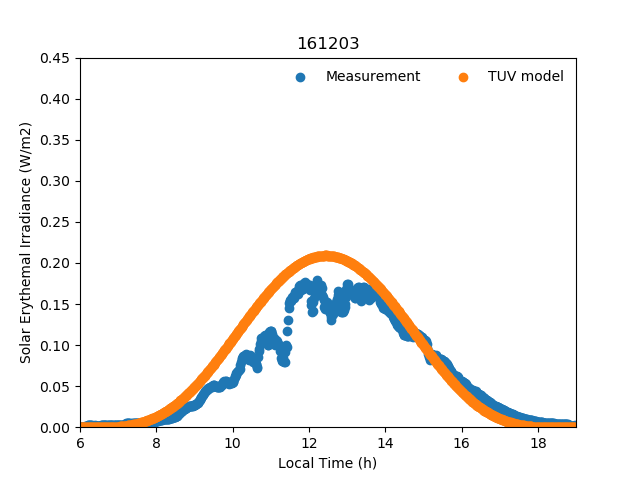 161203
Measurement
TUV model
Solar Erythemal Irradiance (W/m2)
0.45
0.40
0.35
0.30
0.25
0.20
0.15
0.10
0.05
0.00
6 8 10 12 14 16 18
Local Time (h)